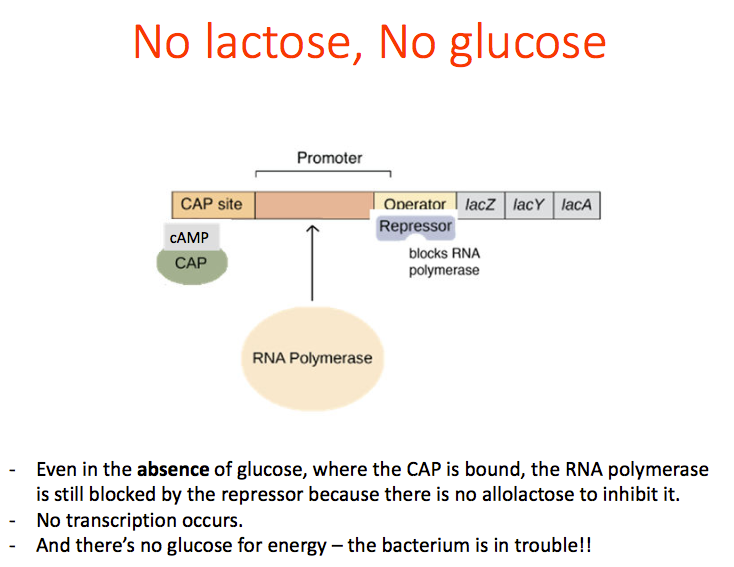 No lactose, No glucose
Promoter
CAP site
Operator
lacZ
lacY
lacA
cAMP
CAP
Repressor
blocks RNA
polymerase
RNA Polymerase
- Even in the absence of glucose, where the CAP is bound, the RNA polymerase
is still blocked by the repressor because there is no allolactose to inhibit it.
- No transcription occurs.
- And there's no glucose for energy – the bacterium is in trouble!!